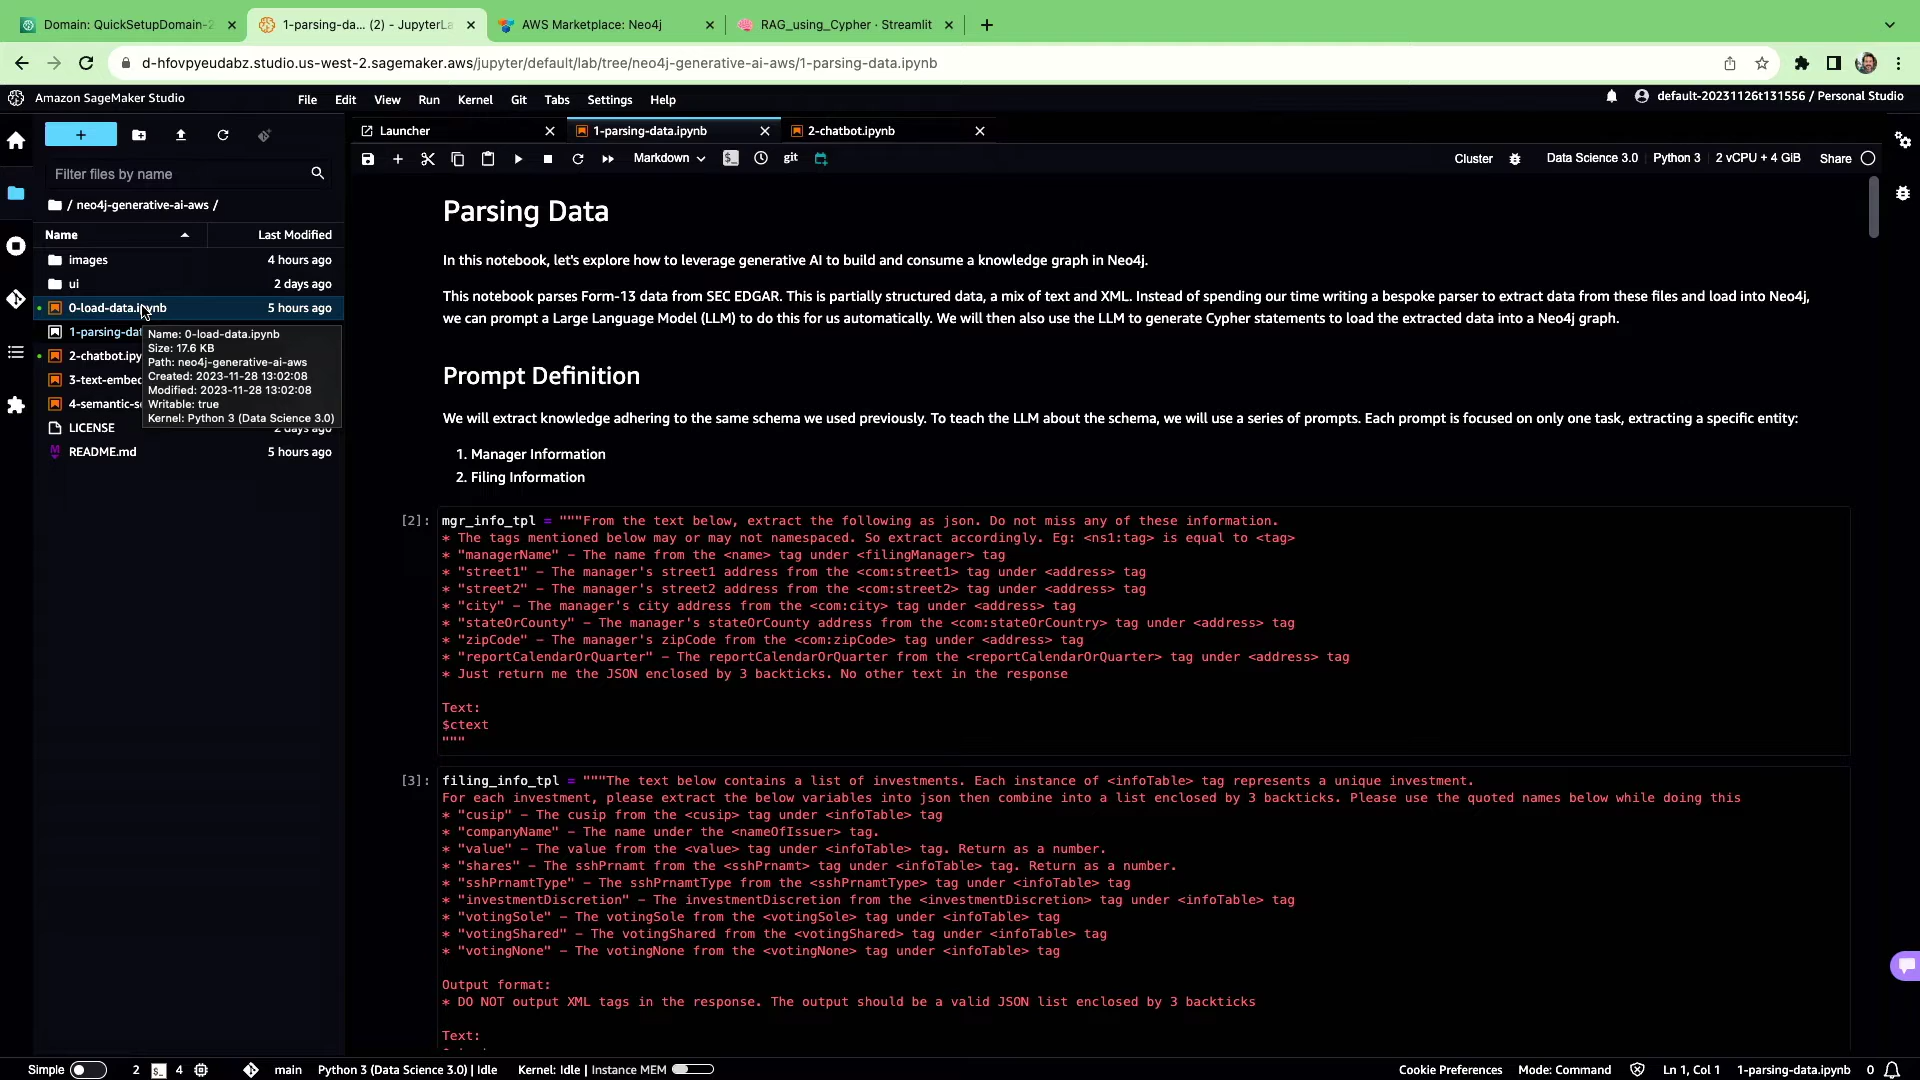 Domain: QuickSetupDomain-2
1-parsing-da... (2) - JupyterLa
AWS Marketplace: Neo4j
RAG_using_Cypher · Streamlit
d-hfovpyeudabz.studio.us-west-2.sagemaker.aws/jupyter/default/lab/tree/neo4j-generative-ai-aws/1-parsing-data.ipynb
Amazon SageMaker Studio
File Edit View Run Kernel Git Tabs Settings Help
default-20231126t131556 / Personal Studio
Launcher
1-parsing-data.ipynb
2-chatbot.ipynb
Markdown
git
Cluster
Data Science 3.0 | Python 3 | 2 vCPU + 4 GiB
Share
Filter files by name
/ neo4j-generative-ai-aws /
Name Last Modified
images 4 hours ago
ui 2 days ago
0-load-data.ipynb 5 hours ago
1-parsing-dat
2-chatbot.ipy
3-text-embed
4-semantic-s
LICENSE 2 days ago
README.md 5 hours ago
Name: 0-load-data.ipynb
Size: 17.6 KB
Path: neo4j-generative-ai-aws
Created: 2023-11-28 13:02:08
Modified: 2023-11-28 13:02:08
Writable: true
Kernel: Python 3 (Data Science 3.0)
Parsing Data
In this notebook, let's explore how to leverage generative AI to build and consume a knowledge graph in Neo4j.
This notebook parses Form-13 data from SEC EDGAR. This is partially structured data, a mix of text and XML. Instead of spending our time writing a bespoke parser to extract data from these files and load into Neo4j,
we can prompt a Large Language Model (LLM) to do this for us automatically. We will then also use the LLM to generate Cypher statements to load the extracted data into a Neo4j graph.
Prompt Definition
We will extract knowledge adhering to the same schema we used previously. To teach the LLM about the schema, we will use a series of prompts. Each prompt is focused on only one task, extracting a specific entity:
1. Manager Information
2. Filing Information
[2]: mgr_info_tpl = """From the text below, extract the following as json. Do not miss any of these information.
* The tags mentioned below may or may not namespaced. So extract accordingly. Eg: <ns1:tag> is equal to <tag>
* "managerName" - The name from the <name> tag under <filingManager> tag
* "street1" - The manager's street1 address from the <com:street1> tag under <address> tag
* "street2" - The manager's street2 address from the <com:street2> tag under <address> tag
* "city" - The manager's city address from the <com:city> tag under <address> tag
* "stateOrCounty" - The manager's stateOrCounty address from the <com:stateOrCountry> tag under <address> tag
* "zipCode" - The manager's zipCode from the <com:zipCode> tag under <address> tag
* "reportCalendarOrQuarter" - The reportCalendarOrQuarter from the <reportCalendarOrQuarter> tag under <address> tag
* Just return me the JSON enclosed by 3 backticks. No other text in the response
Text:
$ctext
"""
[3]: filing_info_tpl = """The text below contains a list of investments. Each instance of <infoTable> tag represents a unique investment.
For each investment, please extract the below variables into json then combine into a list enclosed by 3 backticks. Please use the quoted names below while doing this
* "cusip" - The cusip from the <cusip> tag under <infoTable> tag
* "companyName" - The name under the <nameOfIssuer> tag.
* "value" - The value from the <value> tag under <infoTable> tag. Return as a number.
* "shares" - The sshPrnamt from the <sshPrnamt> tag under <infoTable> tag. Return as a number.
* "sshPrnamtType" - The sshPrnamtType from the <sshPrnamtType> tag under <infoTable> tag
* "investmentDiscretion" - The investmentDiscretion from the <investmentDiscretion> tag under <infoTable> tag
* "votingSole" - The votingSole from the <votingSole> tag under <infoTable> tag
* "votingShared" - The votingShared from the <votingShared> tag under <infoTable> tag
* "votingNone" - The votingNone from the <votingNone> tag under <infoTable> tag
Output format:
* DO NOT output XML tags in the response. The output should be a valid JSON list enclosed by 3 backticks
Text:
Simple 2 4 main Python 3 (Data Science 3.0) | Idle Kernel: Idle | Instance MEM
Cookie Preferences Mode: Command Ln 1, Col 1 1-parsing-data.ipynb 0